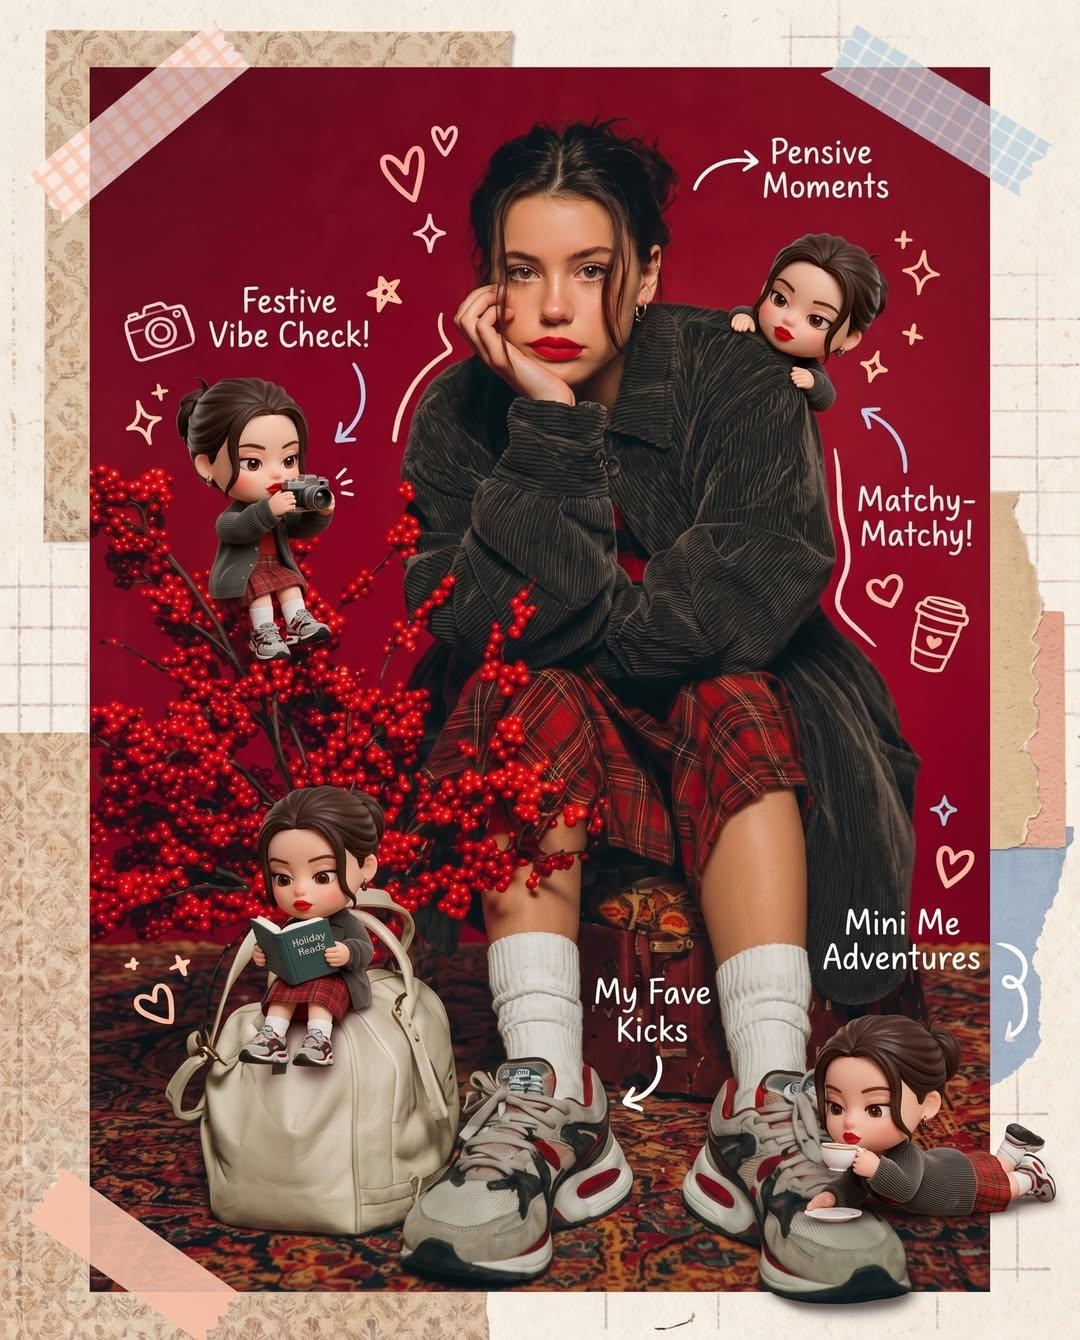 Pensive
Moments
Festive
Vibe Check!
Matchy-
Matchy!
Holiday
Reads
Mini Me
Adventures
My Fave
Kicks